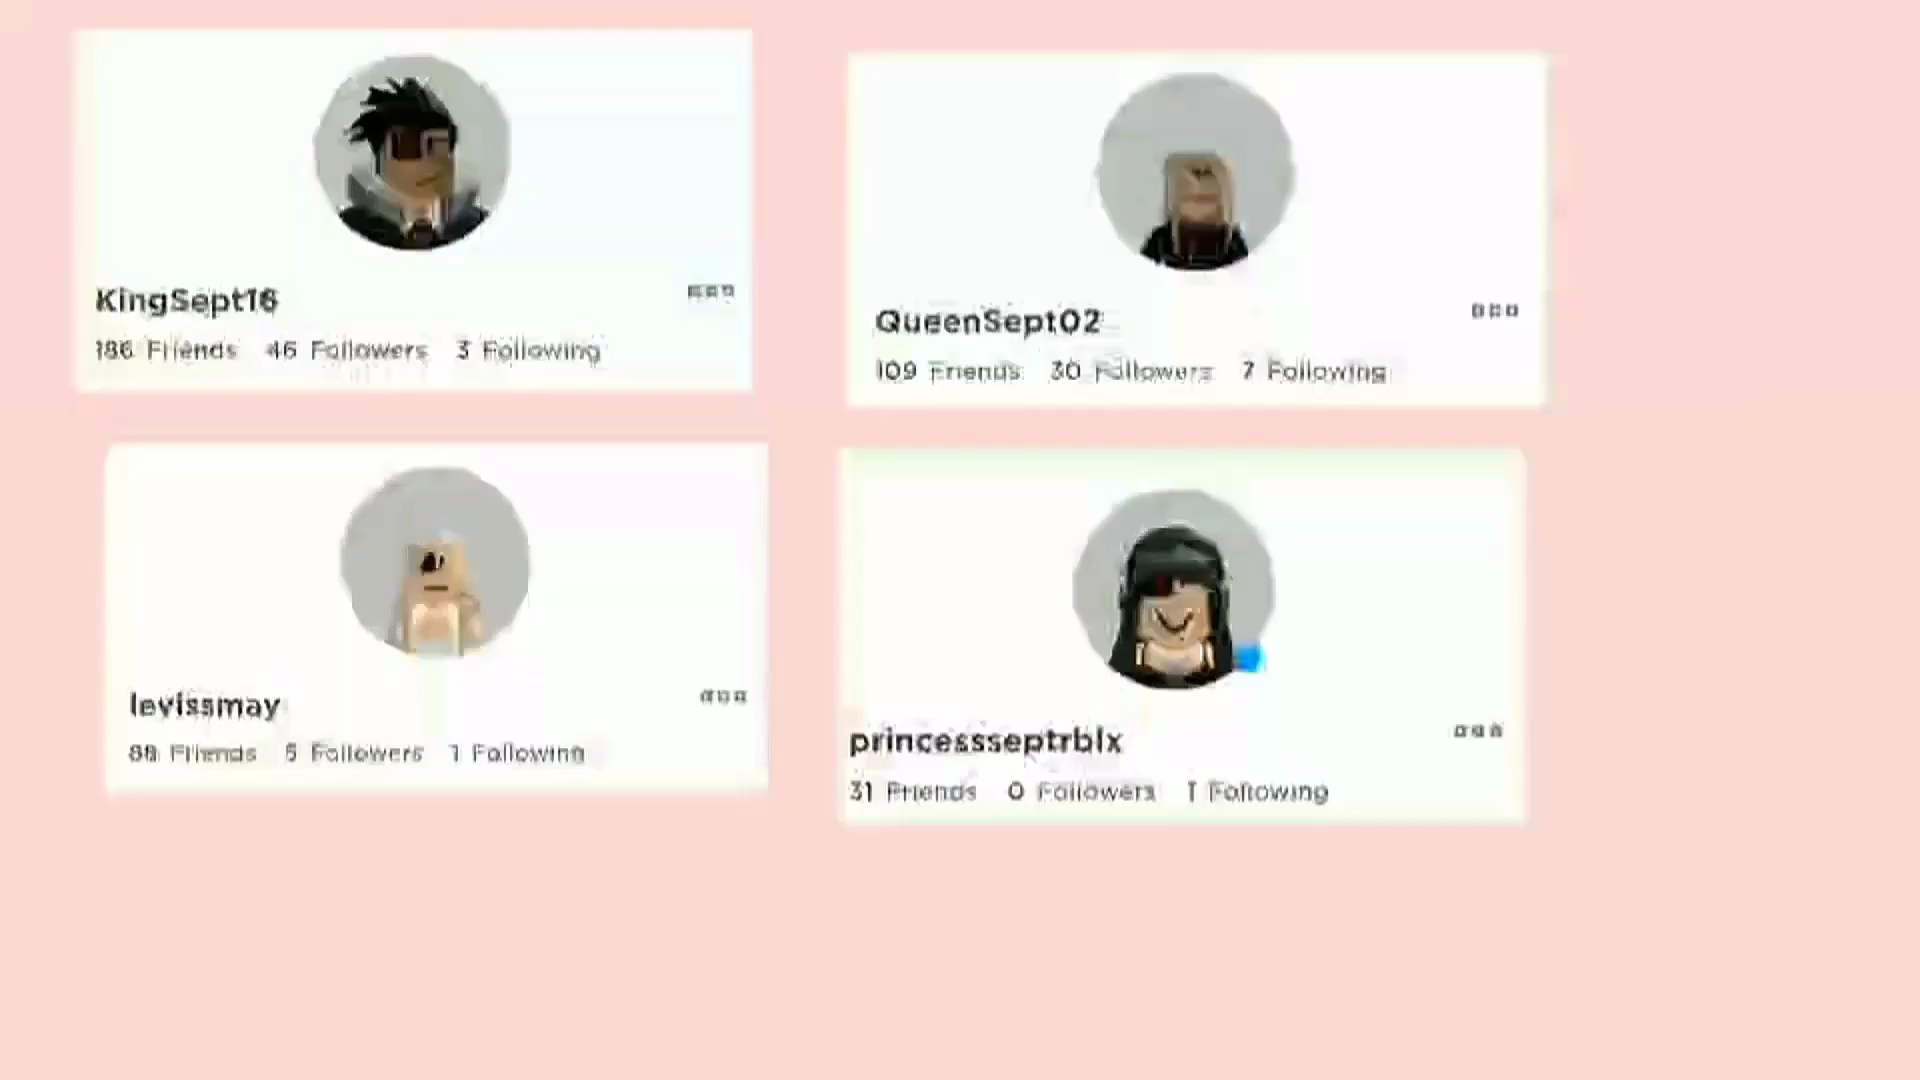 KingSept16
186 Friends 46 Followers 3 Following
QueenSept02
109 Friends 30 Followers 7 Following
levissmay
88 Friends 5 Followers 1 Following
princessseptrblx
31 Friends 0 Followers 1 Following